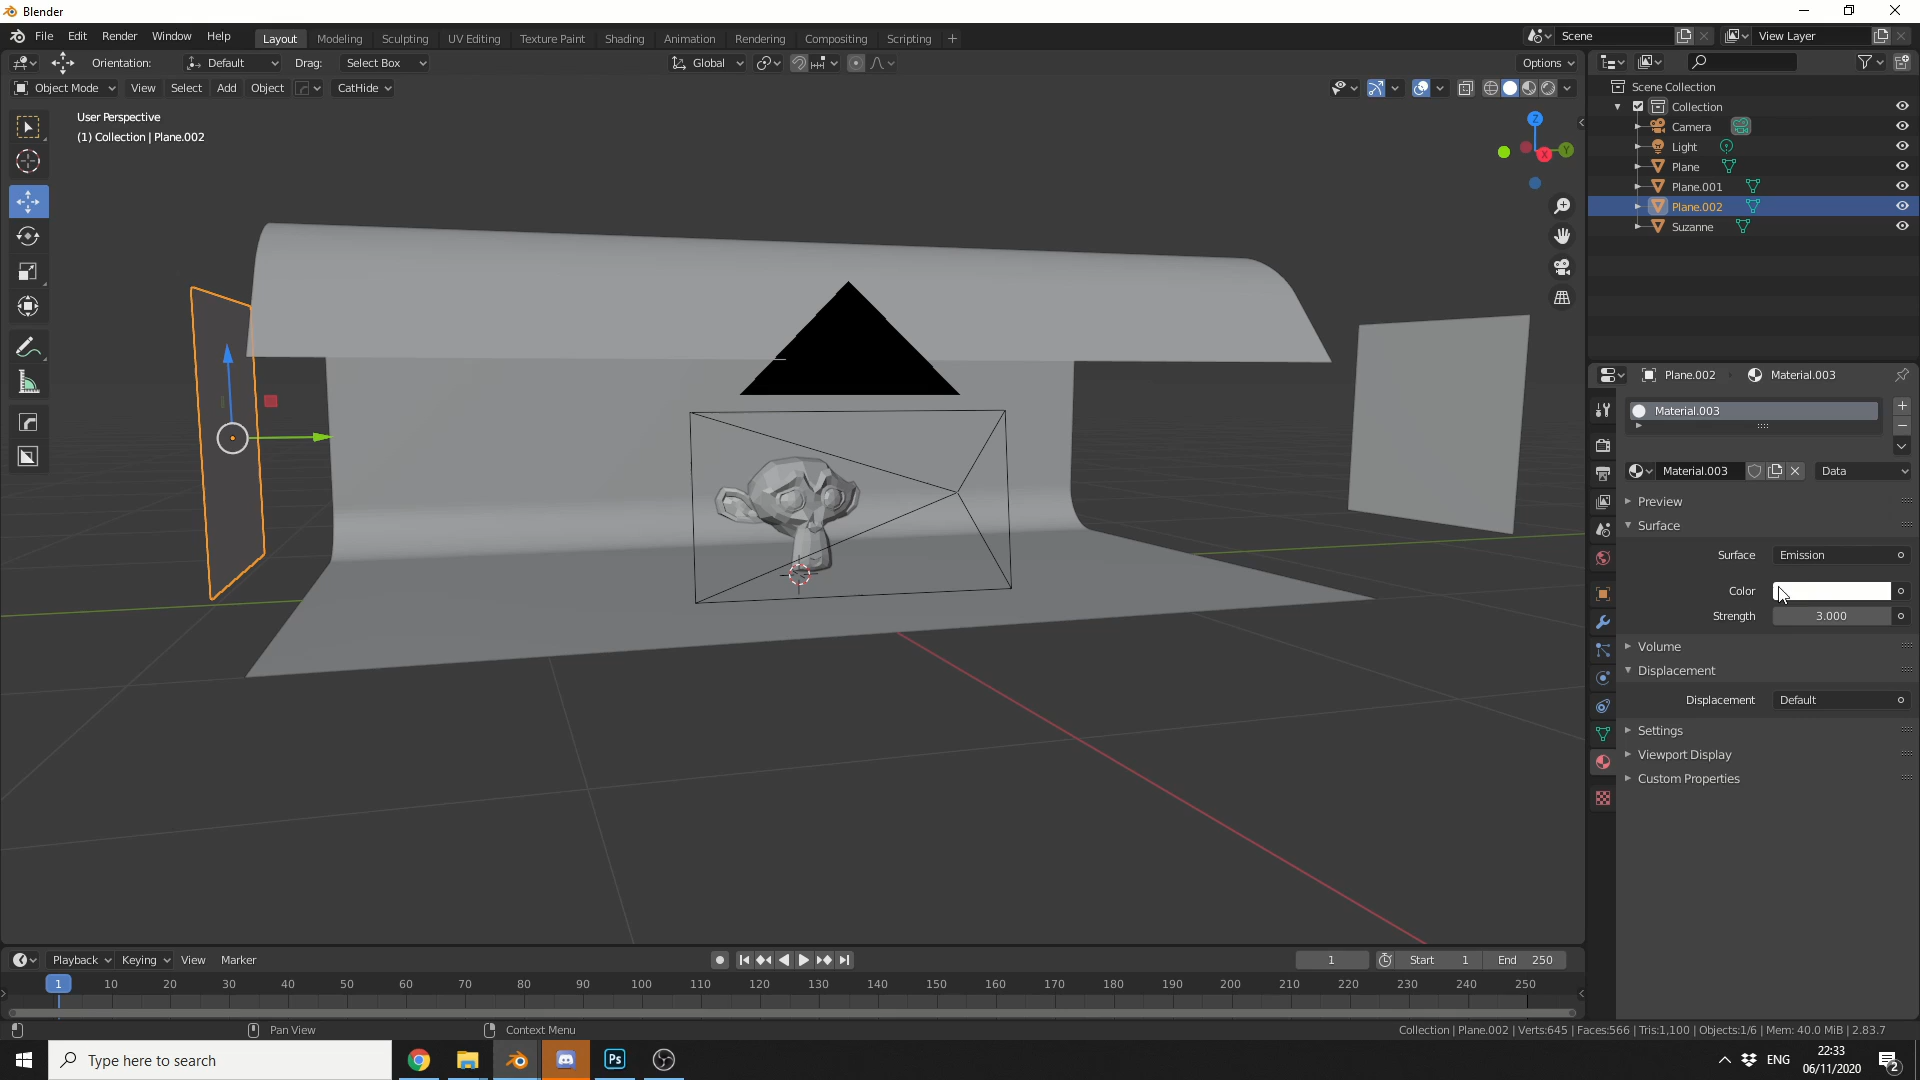 Blender
File Edit Render Window Help Layout Modeling Sculpting UV Editing Texture Paint Shading Animation Rendering Compositing Scripting + Scene View Layer
Orientation: Default Drag: Select Box Global Options
Object Mode View Select Add Object CatHide
User Perspective
(1) Collection | Plane.002
Z
Y
X
Scene Collection
Collection
Camera
Light
Plane
Plane.001
Plane.002
Suzanne
Plane.002 Material.003
Material.003
Material.003 Data
Preview
Surface
Surface Emission
Color
Strength 3.000
Volume
Displacement
Displacement Default
Settings
Viewport Display
Custom Properties
Playback Keying View Marker 1 Start 1 End 250
1 10 20 30 40 50 60 70 80 90 100 110 120 130 140 150 160 170 180 190 200 210 220 230 240 250
Pan View Context Menu Collection | Plane.002 | Verts:645 | Faces:566 | Tris:1,100 | Objects:1/6 | Mem: 40.0 MiB | 2.83.7
Type here to search Ps ENG 22:33
06/11/2020 2